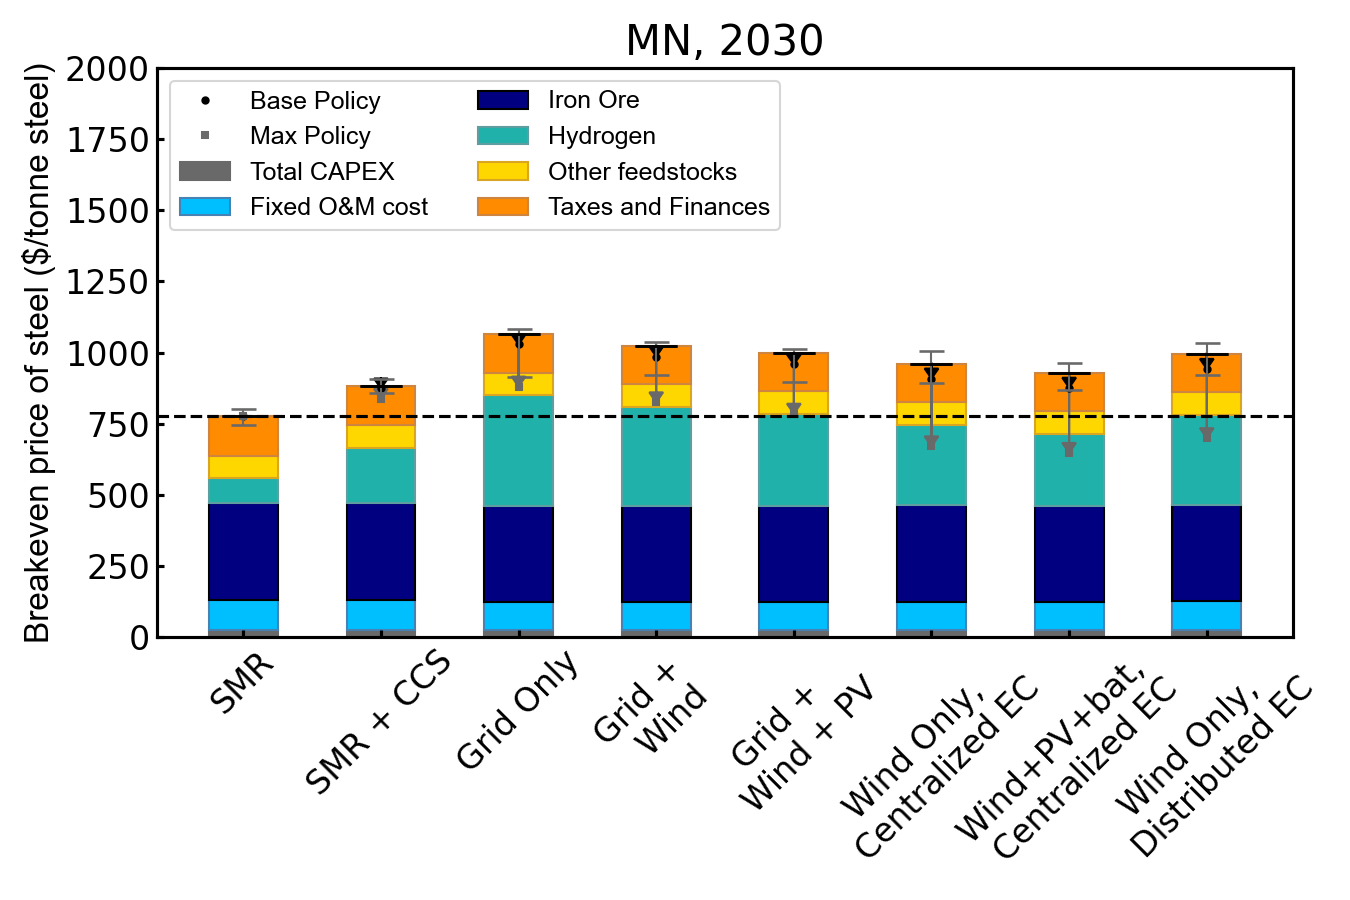 MN, 2030
Breakeven price of steel ($/tonne steel)
2000
1750
1500
1250
1000
750
500
250
0
Base Policy
Max Policy
Total CAPEX
Fixed O&M cost
Iron Ore
Hydrogen
Other feedstocks
Taxes and Finances
SMR
SMR + CCS
Grid Only
Grid +
Wind
Grid +
Wind + PV
Wind Only,
Centralized EC
Wind+PV+bat,
Centralized EC
Wind Only,
Distributed EC